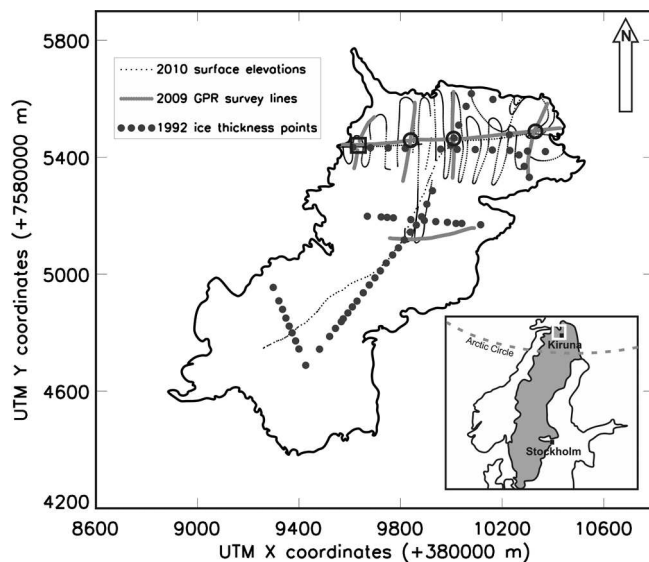 5800
5400
5000
4600
4200
UTM Y coordinates (+7580000 m)
2010 surface elevations
2009 GPR survey lines
1992 ice thickness points
N
Arctic Circle
Kiruna
Stockholm
8600 9000 9400 9800 10200 10600
UTM X coordinates (+380000 m)